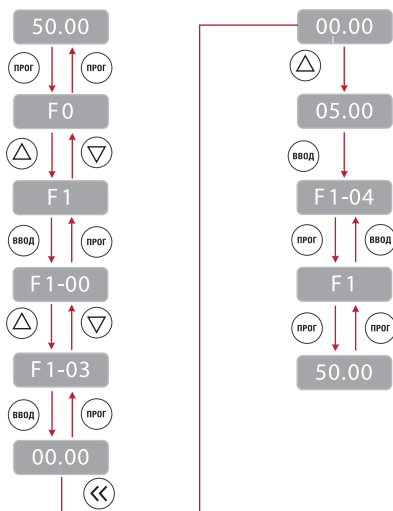 50.00
ПРОГ ПРОГ
F0
F1
ВВОД ПРОГ
F1-00
F1-03
ВВОД ПРОГ
00.00
00.00
05.00
ВВОД
F1-04
ПРОГ ВВОД
F1
ПРОГ ПРОГ
50.00